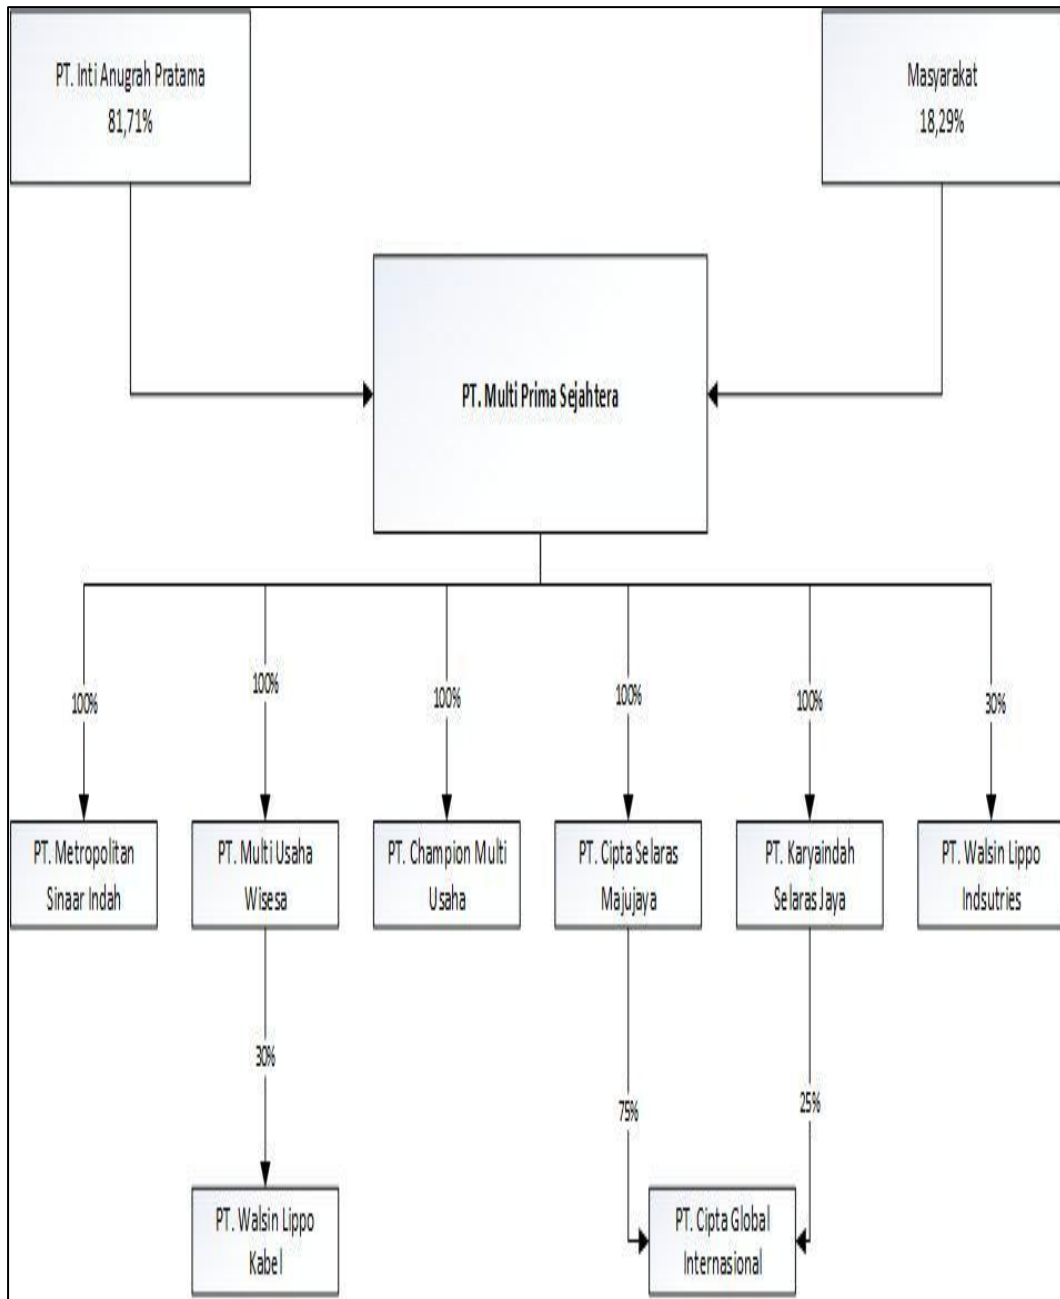 PT. Inti Anugrah Pratama
81,71%
Masyarakat
18,29%
PT. Multi Prima Sejahtera
100%
100%
100%
100%
100%
30%
PT. Metropolitan
Sinaar Indah
PT. Multi Usaha
Wisesa
PT. Champion Multi
Usaha
PT. Cipta Selaras
Majujaya
PT. Karyaindah
Selaras Jaya
PT. Walsin Lippo
Indsutries
30%
75%
25%
PT. Walsin Lippo
Kabel
PT. Cipta Global
Internasional